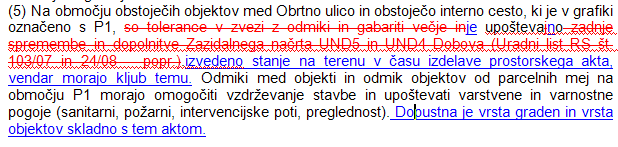 (5) Na območju obstoječih objektov med Obrtno ulico in obstoječo interno cesto, ki je v grafiki
označeno s P1, so tolerance v zvezi z odmiki in gabariti večje inje upoštevajno zadnje
spremembe in dopolnitve Zazidalnega načrta UND5 in UND4 Dobova (Uradni list RS št.
103/07 in 24/08 popr.).izvedeno stanje na terenu v času izdelave prostorskega akta,
vendar morajo kljub temu. Odmiki med objekti in odmik objektov od parcelnih mej na
območju P1 morajo omogočiti vzdrževanje stavbe in upoštevati varstvene in varnostne
pogoje (sanitarni, požarni, intervencijske poti, preglednost). Dopustna je vrsta graden in vrsta
objektov skladno s tem aktom.